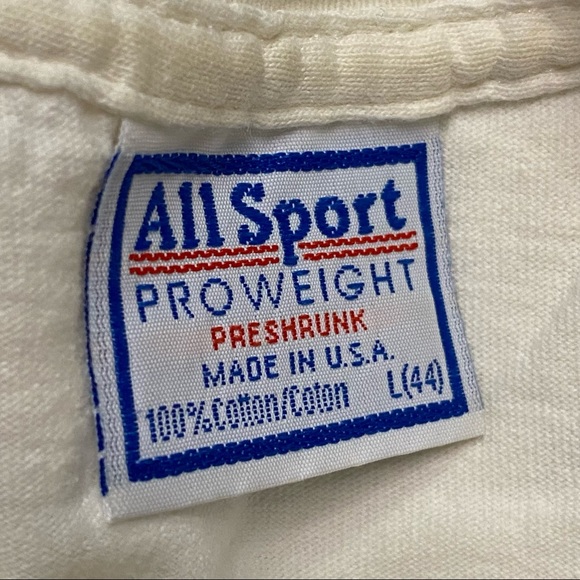 All Sport
PROWEIGHT
PRESHRUNK
MADE IN U.S.A.
100% Cotton/Coton L(44)